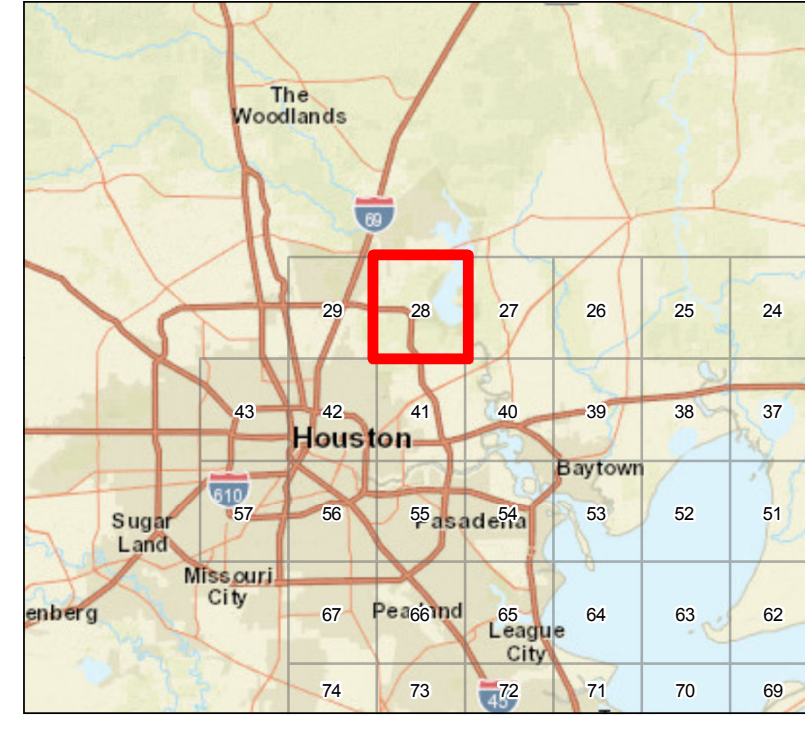 The
Woodlands
69
29 28 27 26 25 24
43 42 41 40 39 38 37
Houston
Baytown
610
57 56 55 54 53 52 51
Sugar
Land
Pasadena
Missouri
City
enberg
67 66 65 64 63 62
Pearland
League
City
74 73 72 71 70 69
45